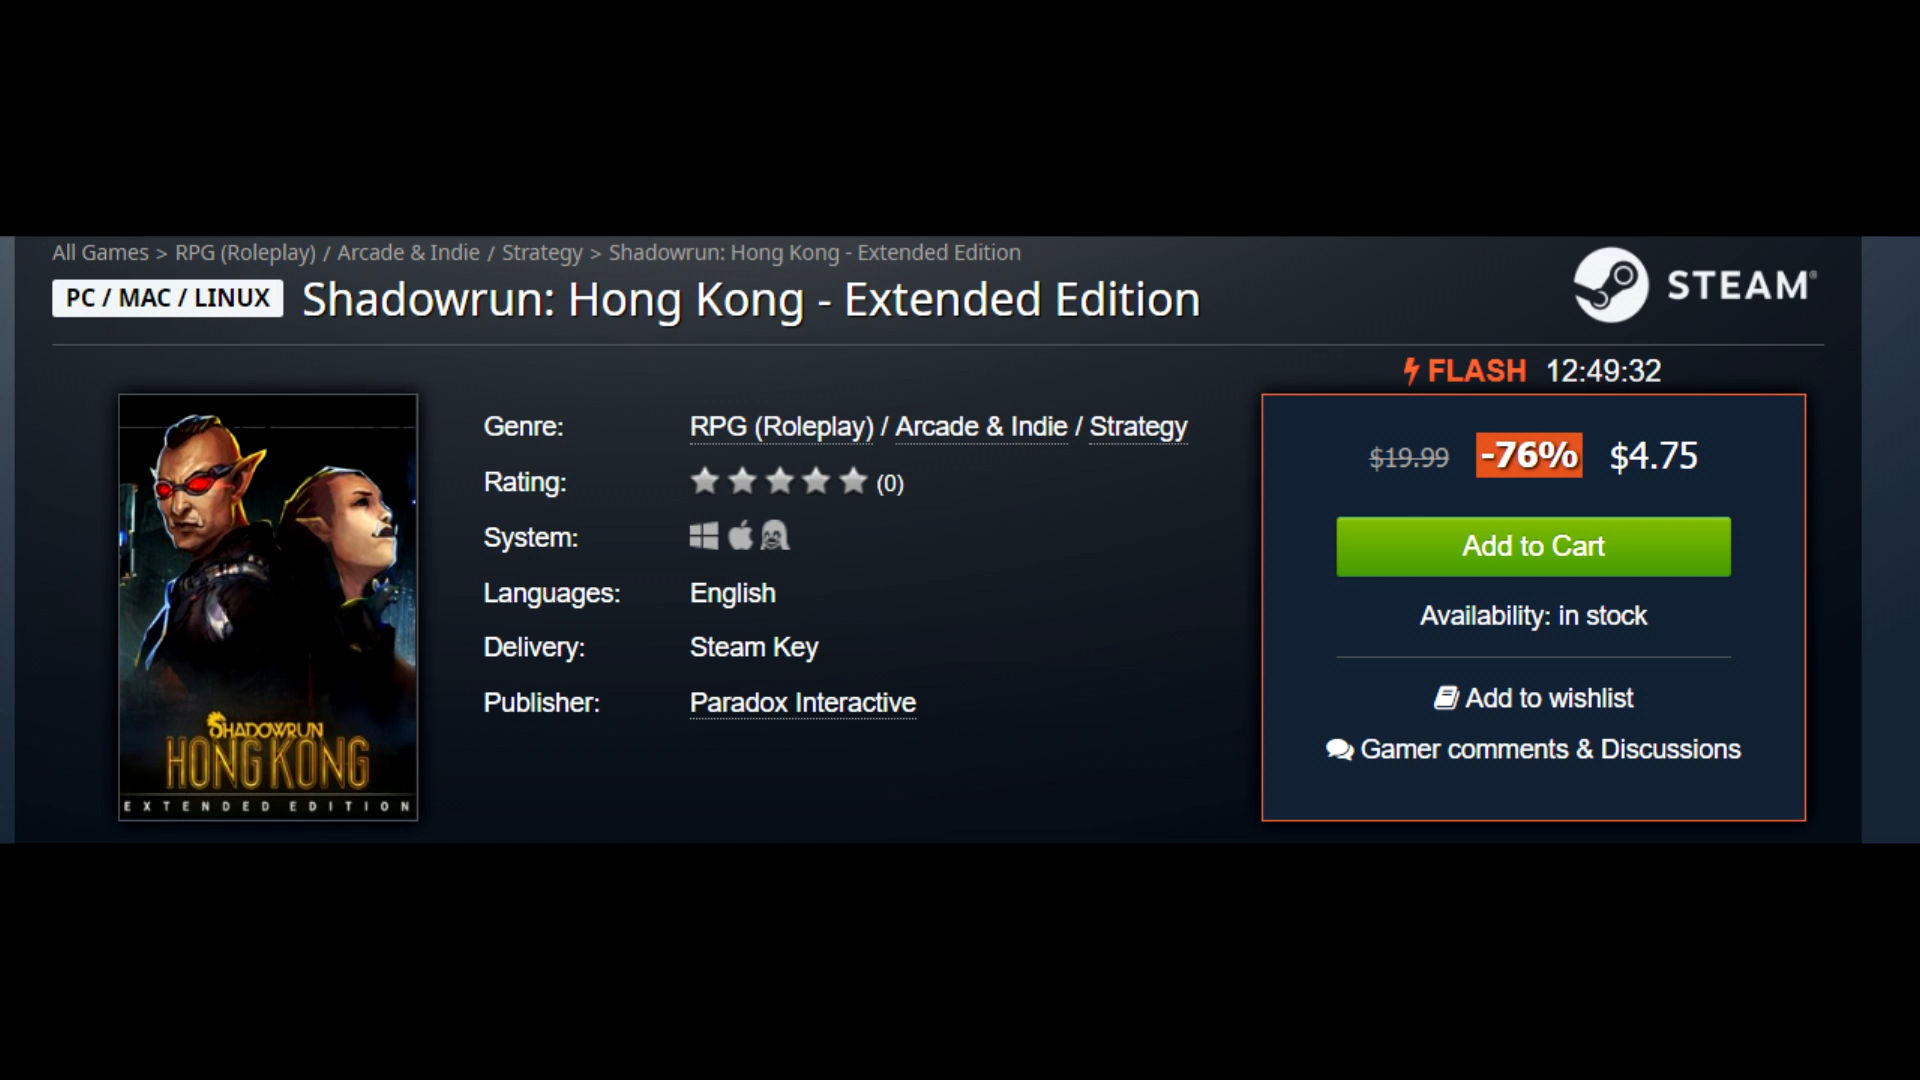 All Games > RPG (Roleplay) / Arcade & Indie / Strategy > Shadowrun: Hong Kong - Extended Edition
PC / MAC / LINUX Shadowrun: Hong Kong - Extended Edition
STEAM®
FLASH 12:49:32
SHADOWRUN
HONG KONG
EXTENDED EDITION
Genre: RPG (Roleplay) / Arcade & Indie / Strategy
Rating: (0)
System:
Languages: English
Delivery: Steam Key
Publisher: Paradox Interactive
$19.99 -76% $4.75
Add to Cart
Availability: in stock
Add to wishlist
Gamer comments & Discussions